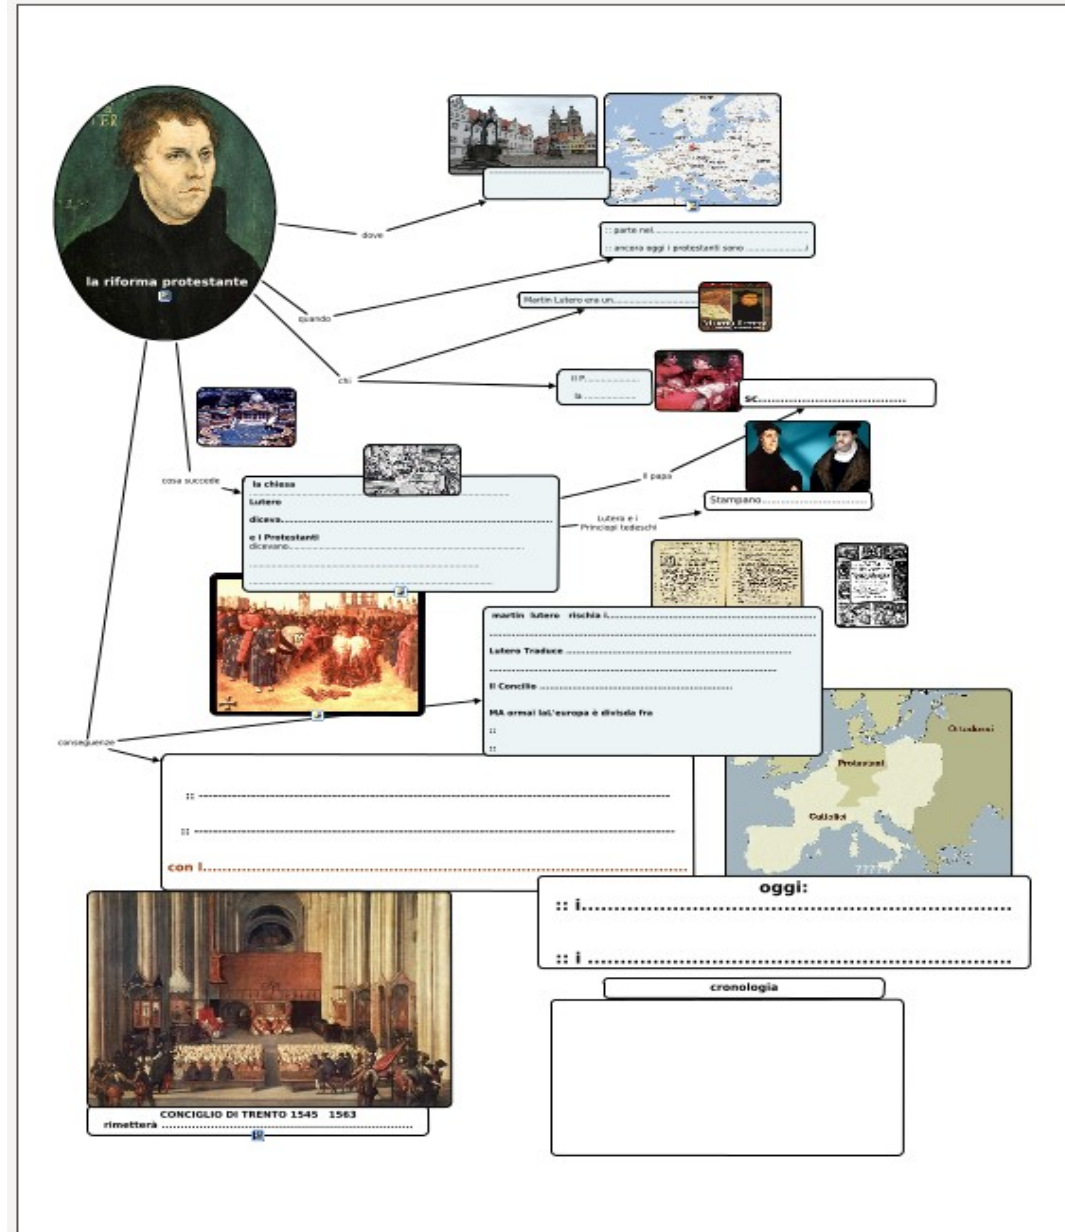 la riforma protestante
dove
:: parte nel........................................
:: ancora oggi i protestanti sono ....................i
quando
Martin Lutero era un........................
chi
Il P..................
la ..................
sc....................................
Il papa
Stampano..............................
Lutero e i
Principi tedeschi
cosa succede
la chiesa
Lutero
diceva..............................................................
e i Protestanti
dicevano..............................................................
martin lutero rischia i..............................................................
Lutero Traduce ..............................................................
Il Concilio ..................................................
MA ormai laL'europa è divisda fra
::
::
conseguenze
::
::
con l..............................................................
Ortodossi
Protestanti
Cattolici
?????
oggi:
:: i..............................................................
:: i ..............................................................
cronologia
CONCIGLIO DI TRENTO 1545 1563
rimetterà ..................................................